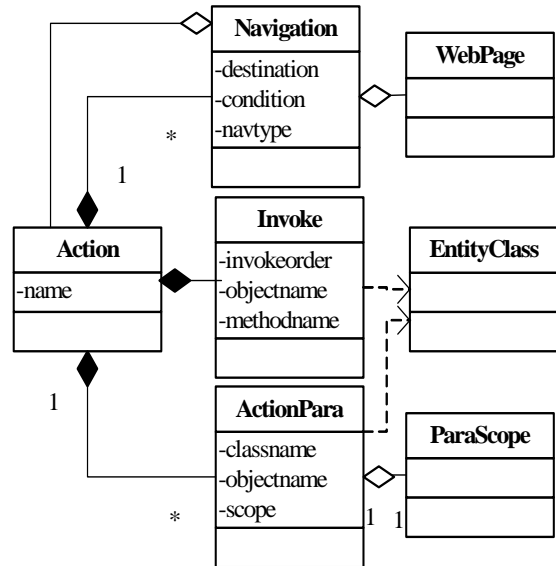 Navigation
-destination
-condition
-navtype
WebPage
*
1
Action
-name
Invoke
-invokeorder
-objectname
-methodname
EntityClass
1
ActionPara
-classname
-objectname
-scope
ParaScope
*
1
1